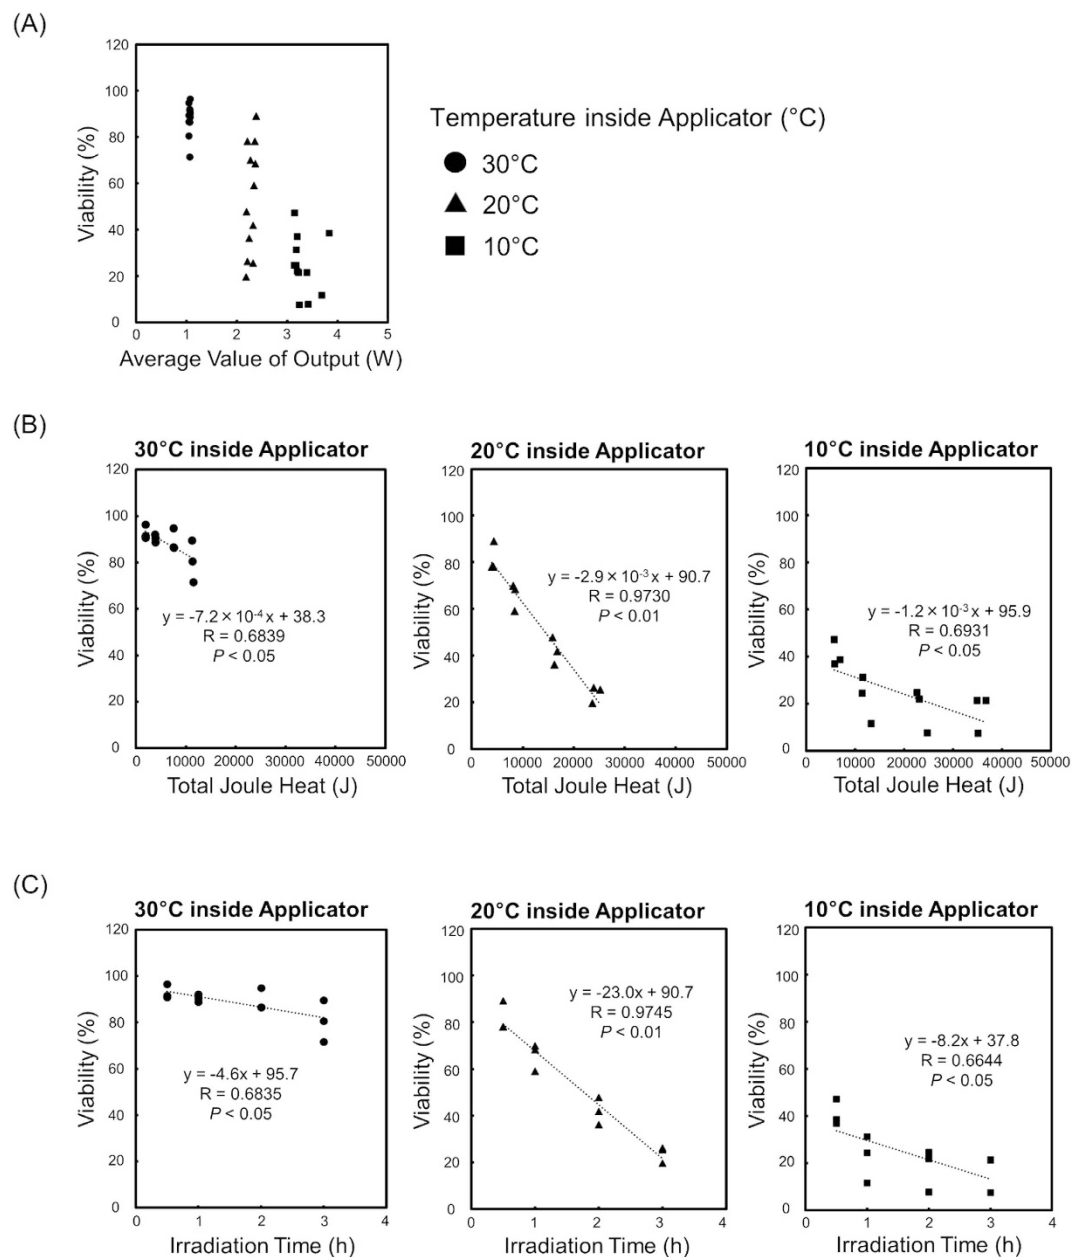 (A)
120
100
80
60
40
20
0
Viability (%)
0 1 2 3 4 5
Average Value of Output (W)
Temperature inside Applicator (°C)
30°C
20°C
10°C
(B)
30°C inside Applicator
120
100
80
60
40
20
0
Viability (%)
y = -7.2 × 10⁻⁴ x + 38.3
R = 0.6839
P < 0.05
0 10000 20000 30000 40000 50000
Total Joule Heat (J)
20°C inside Applicator
120
100
80
60
40
20
0
Viability (%)
y = -2.9 × 10⁻³ x + 90.7
R = 0.9730
P < 0.01
0 10000 20000 30000 40000 50000
Total Joule Heat (J)
10°C inside Applicator
120
100
80
60
40
20
0
Viability (%)
y = -1.2 × 10⁻³ x + 95.9
R = 0.6931
P < 0.05
0 10000 20000 30000 40000 50000
Total Joule Heat (J)
(C)
30°C inside Applicator
120
100
80
60
40
20
0
Viability (%)
y = -4.6x + 95.7
R = 0.6835
P < 0.05
0 1 2 3 4
Irradiation Time (h)
20°C inside Applicator
120
100
80
60
40
20
0
Viability (%)
y = -23.0x + 90.7
R = 0.9745
P < 0.01
0 1 2 3 4
Irradiation Time (h)
10°C inside Applicator
120
100
80
60
40
20
0
Viability (%)
y = -8.2x + 37.8
R = 0.6644
P < 0.05
0 1 2 3 4
Irradiation Time (h)